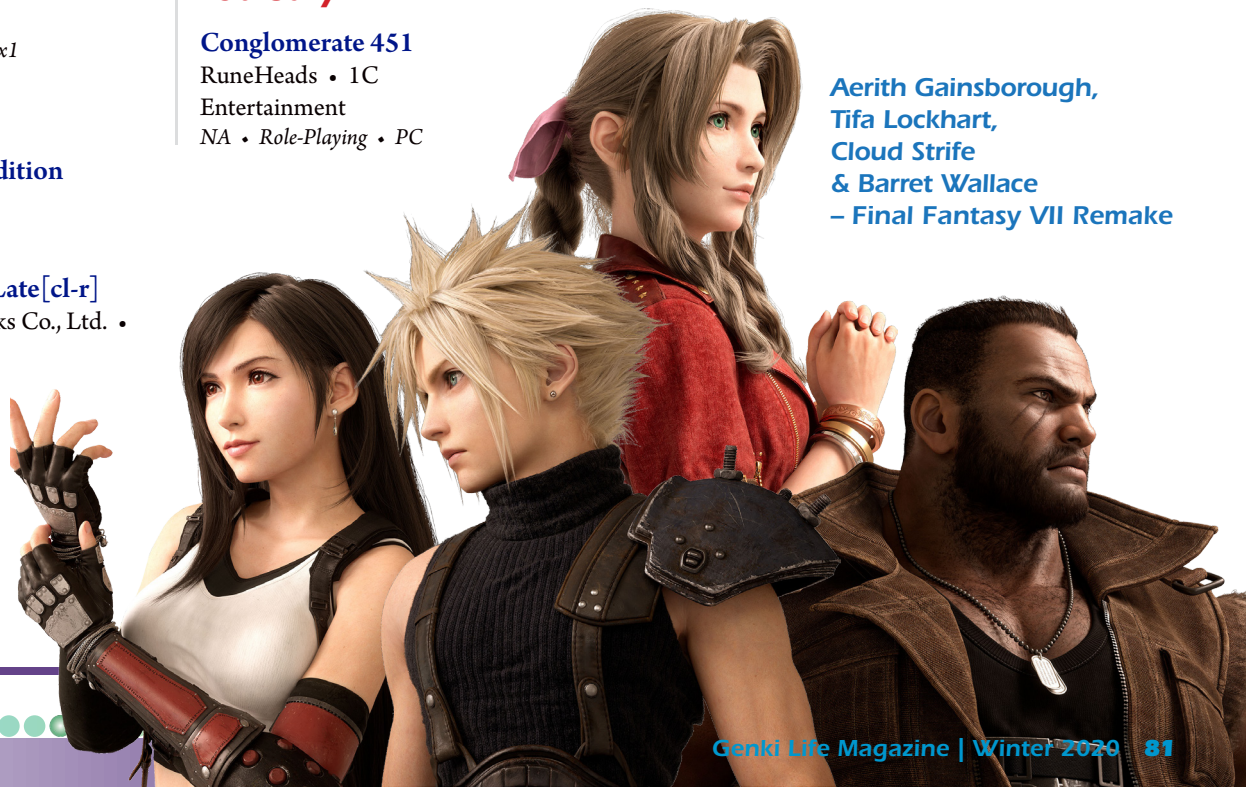 x1
dition
Late[cl-r]
ks Co., Ltd. •
Conglomerate 451
RuneHeads • 1C
Entertainment
NA • Role-Playing • PC
Aerith Gainsborough,
Tifa Lockhart,
Cloud Strife
& Barret Wallace
– Final Fantasy VII Remake
Genki Life Magazine | Winter 2020 81